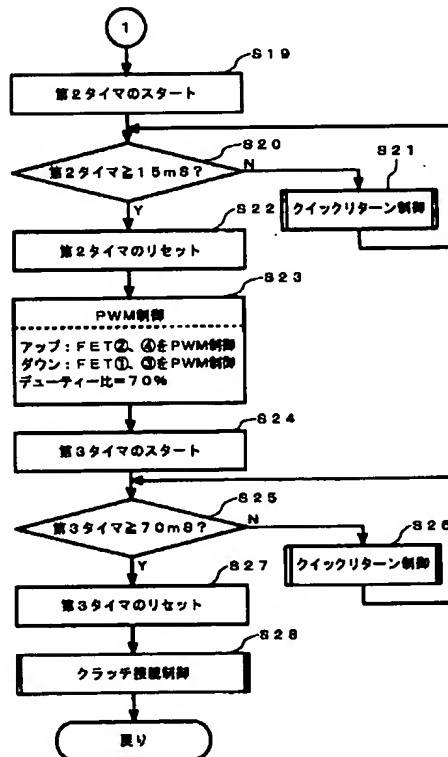 1
S19
第2タイマのスタート
S20
第2タイマ≧15mS?
N
S21
クイックリターン制御
Y
S22
第2タイマのリセット
S23
PWM制御
アップ:FET②、④をPWM制御
ダウン:FET①、③をPWM制御
デューティー比=70%
S24
第3タイマのスタート
S25
第3タイマ≧70mS?
N
S26
クイックリターン制御
Y
S27
第3タイマのリセット
S28
クラッチ接続制御
戻り